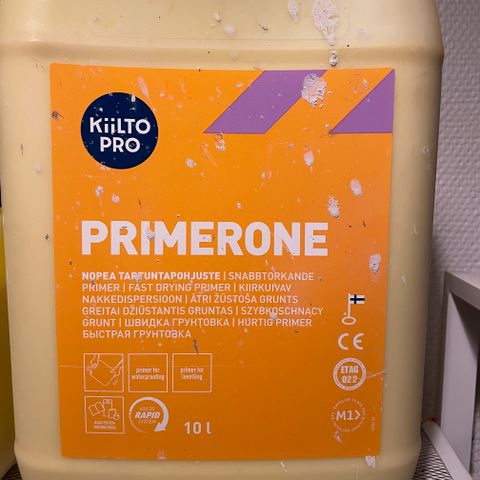 KiiLTO
PRO
PRIMERONE
NOPEA TARTUNTAPOHJUSTE | SNABBTORKANDE
PRIMER | FAST DRYING PRIMER | KIIRKUIVAV
NAKKEDISPERSIOON | ĀTRI ŽŪSTOŠA GRUNTS
GREITAI DŽIŪSTANTIS GRUNTAS | SZYBKOSCHNĄCY
GRUNT | ШВИДКА ГРУНТОВКА | HURTIG PRIMER
БЫСТРАЯ ГРУНТОВКА
primer for
waterproofing
primer for
levelling
RAPID
SYSTEM
10 l
CE
ETAG
022
M1